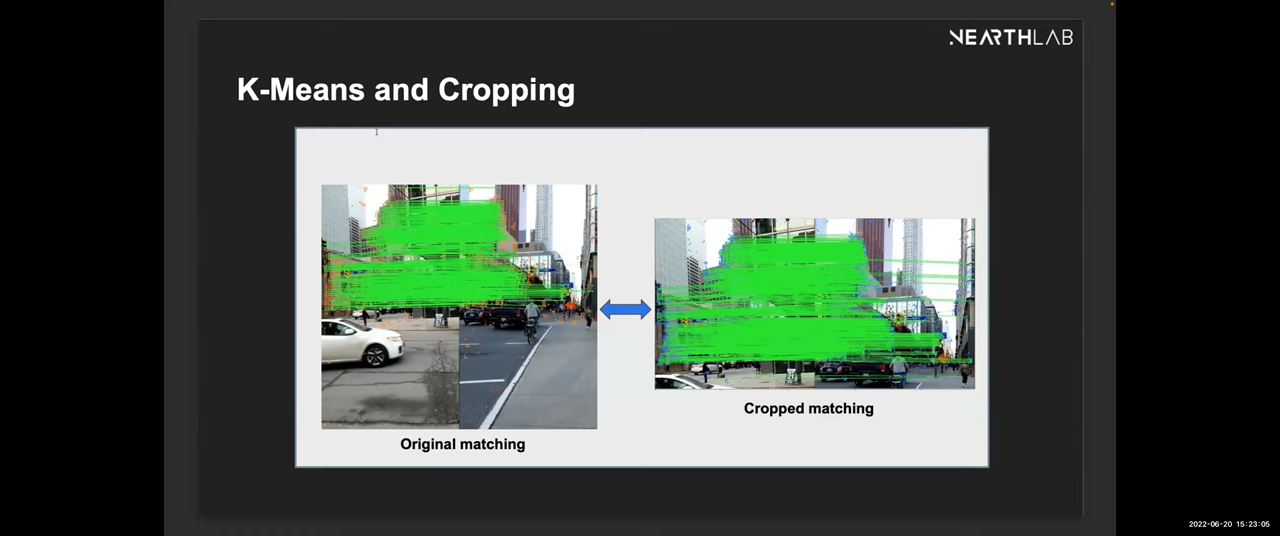 NEARTHLAB
K-Means and Cropping
Original matching
Cropped matching
2022-06-20 15:23:05